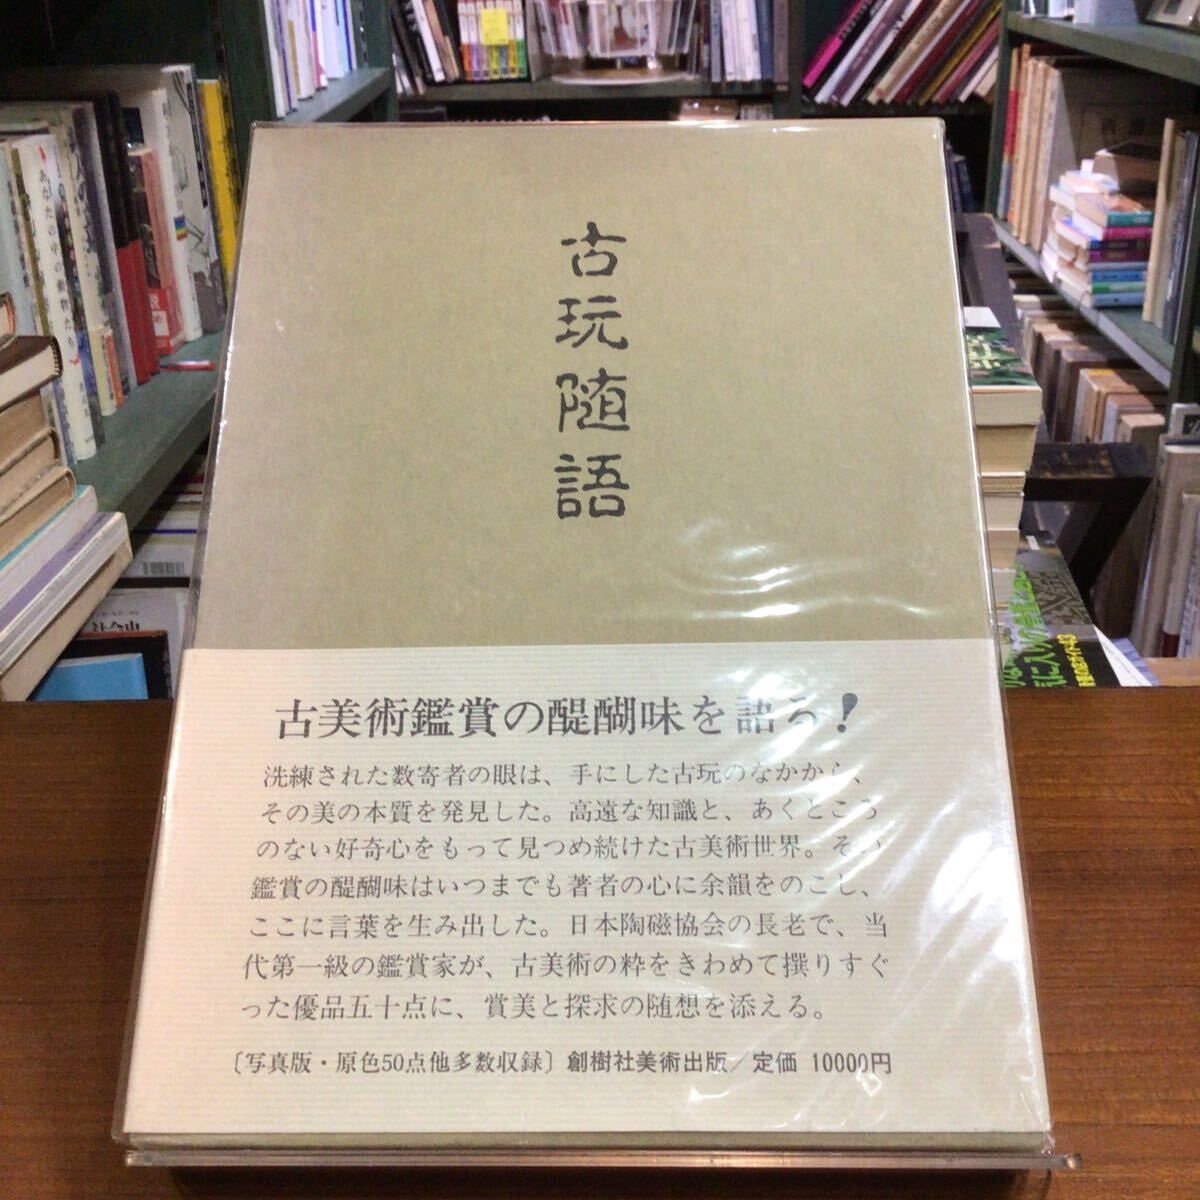 古玩随語
古美術鑑賞の醍醐味を語る!
洗練された数寄者の眼は、手にした古玩のなかから、
その美の本質を発見した。高遠な知識と、あくところ
のない好奇心をもって見つめ続けた古美術世界。その
鑑賞の醍醐味はいつまでも著者の心に余韻をのこし、
ここに言葉を生み出した。日本陶磁協会の長老で、当
代第一級の鑑賞家が、古美術の粋をきわめて撰りすぐ
った優品五十点に、賞美と探求の随想を添える。
〔写真版・原色50点他多数収録〕創樹社美術出版/定価 10000円
あなたの中の動物たち